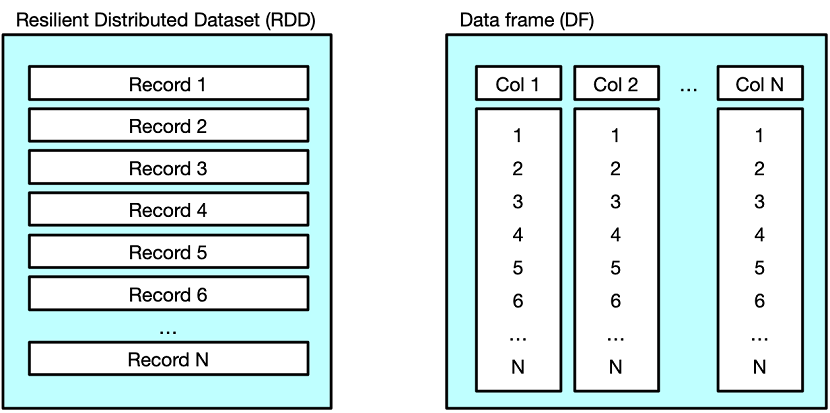 Resilient Distributed Dataset (RDD)
Record 1
Record 2
Record 3
Record 4
Record 5
Record 6
...
Record N
Data frame (DF)
Col 1 Col 2 ... Col N
1 1 1
2 2 2
3 3 3
4 4 4
5 5 5
6 6 6
... ... ...
N N N